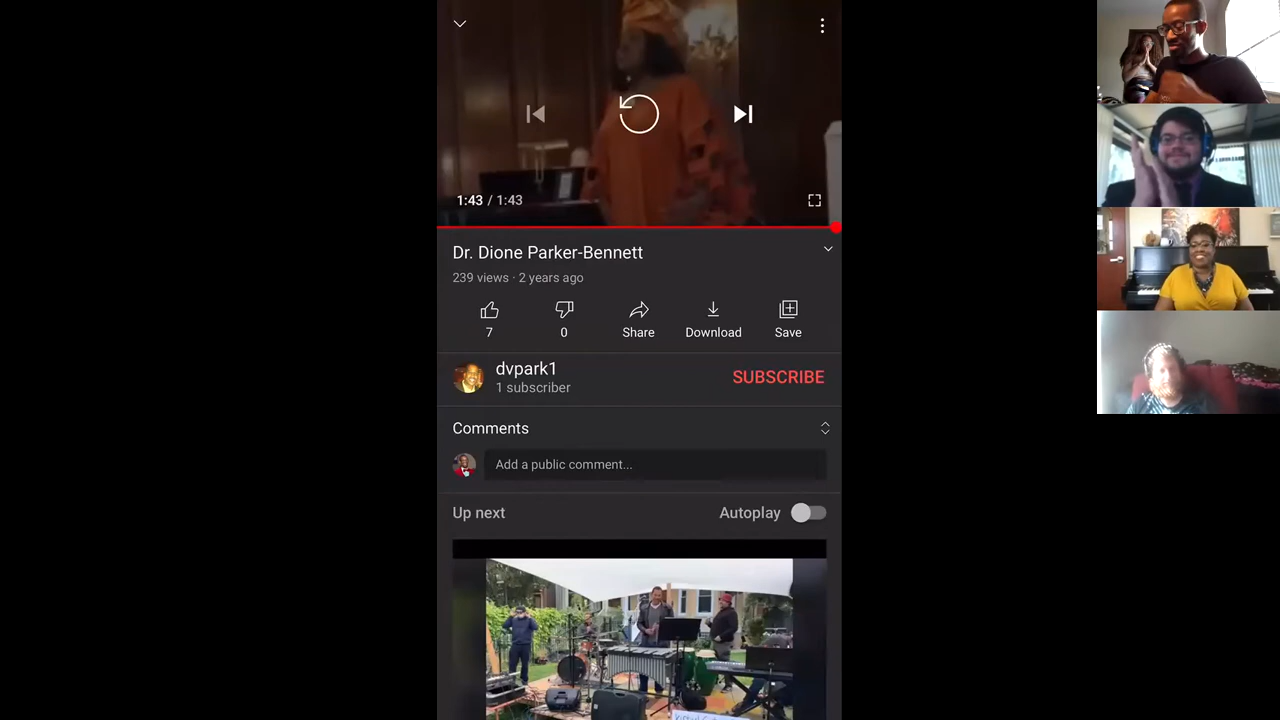 1:43 / 1:43
Dr. Dione Parker-Bennett
239 views · 2 years ago
7
0
Share
Download
Save
dvpark1
1 subscriber
SUBSCRIBE
Comments
Add a public comment...
Up next
Autoplay